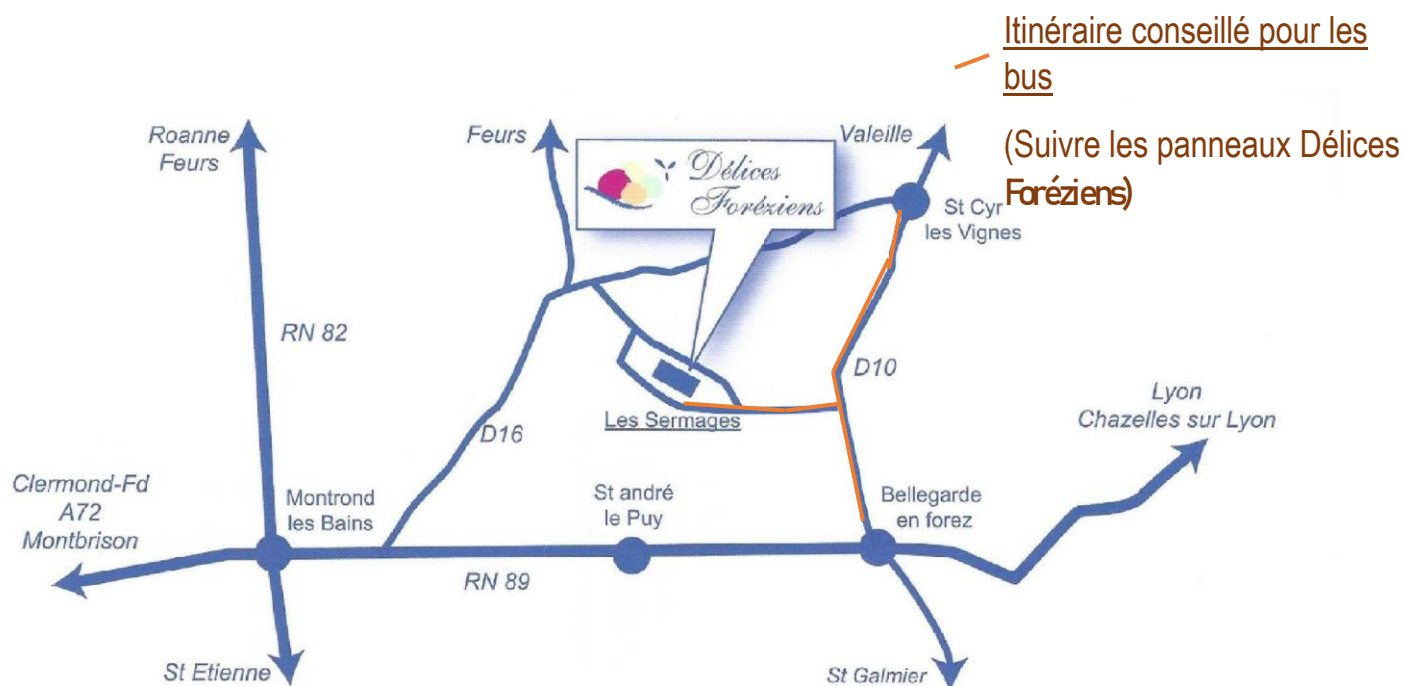 Itinéraire conseillé pour les
bus
(Suivre les panneaux Délices
Foréziens)
Roanne
Feurs
Feurs
Valeille
Délices
Foréziens
St Cyr
les Vignes
RN 82
D10
Lyon
Chazelles sur Lyon
Les Sermages
D16
Clermond-Fd
A72
Montbrison
Montrond
les Bains
St andré
le Puy
Bellegarde
en forez
RN 89
St Etienne
St Galmier